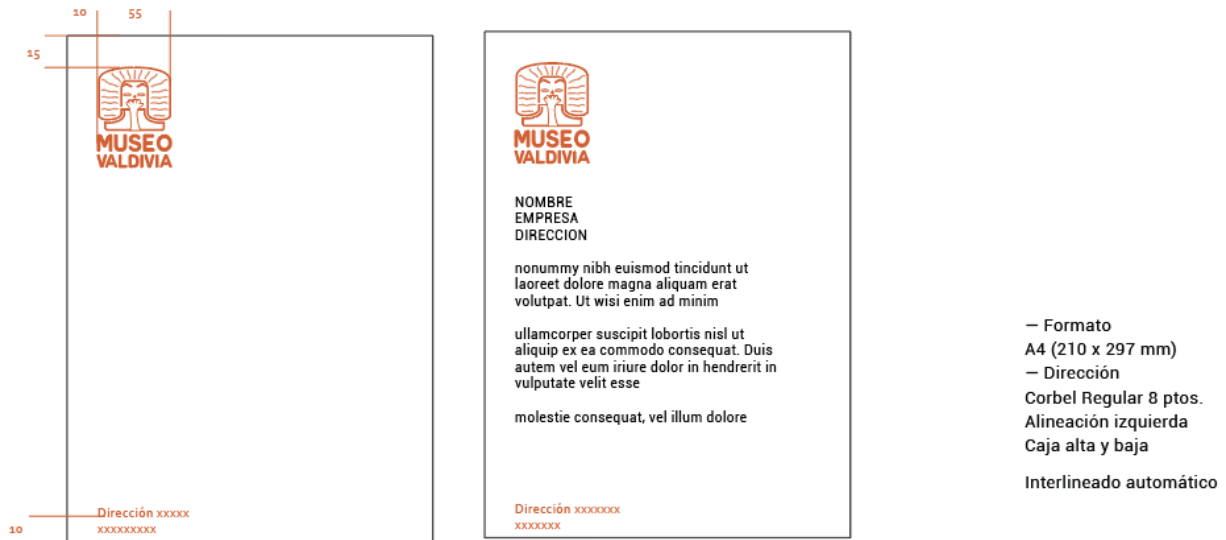 10
55
15
MUSEO
VALDIVIA
Dirección xxxxx
xxxxxxxxx
10
MUSEO
VALDIVIA
NOMBRE
EMPRESA
DIRECCION
nonummy nibh euismod tincidunt ut
laoreet dolore magna aliquam erat
volutpat. Ut wisi enim ad minim
ullamcorper suscipit lobortis nisl ut
aliquip ex ea commodo consequat. Duis
autem vel eum iriure dolor in hendrerit in
vulputate velit esse
molestie consequat, vel illum dolore
Dirección xxxxxxx
xxxxxxx
— Formato
A4 (210 x 297 mm)
— Dirección
Corbel Regular 8 ptos.
Alineación izquierda
Caja alta y baja
Interlineado automático